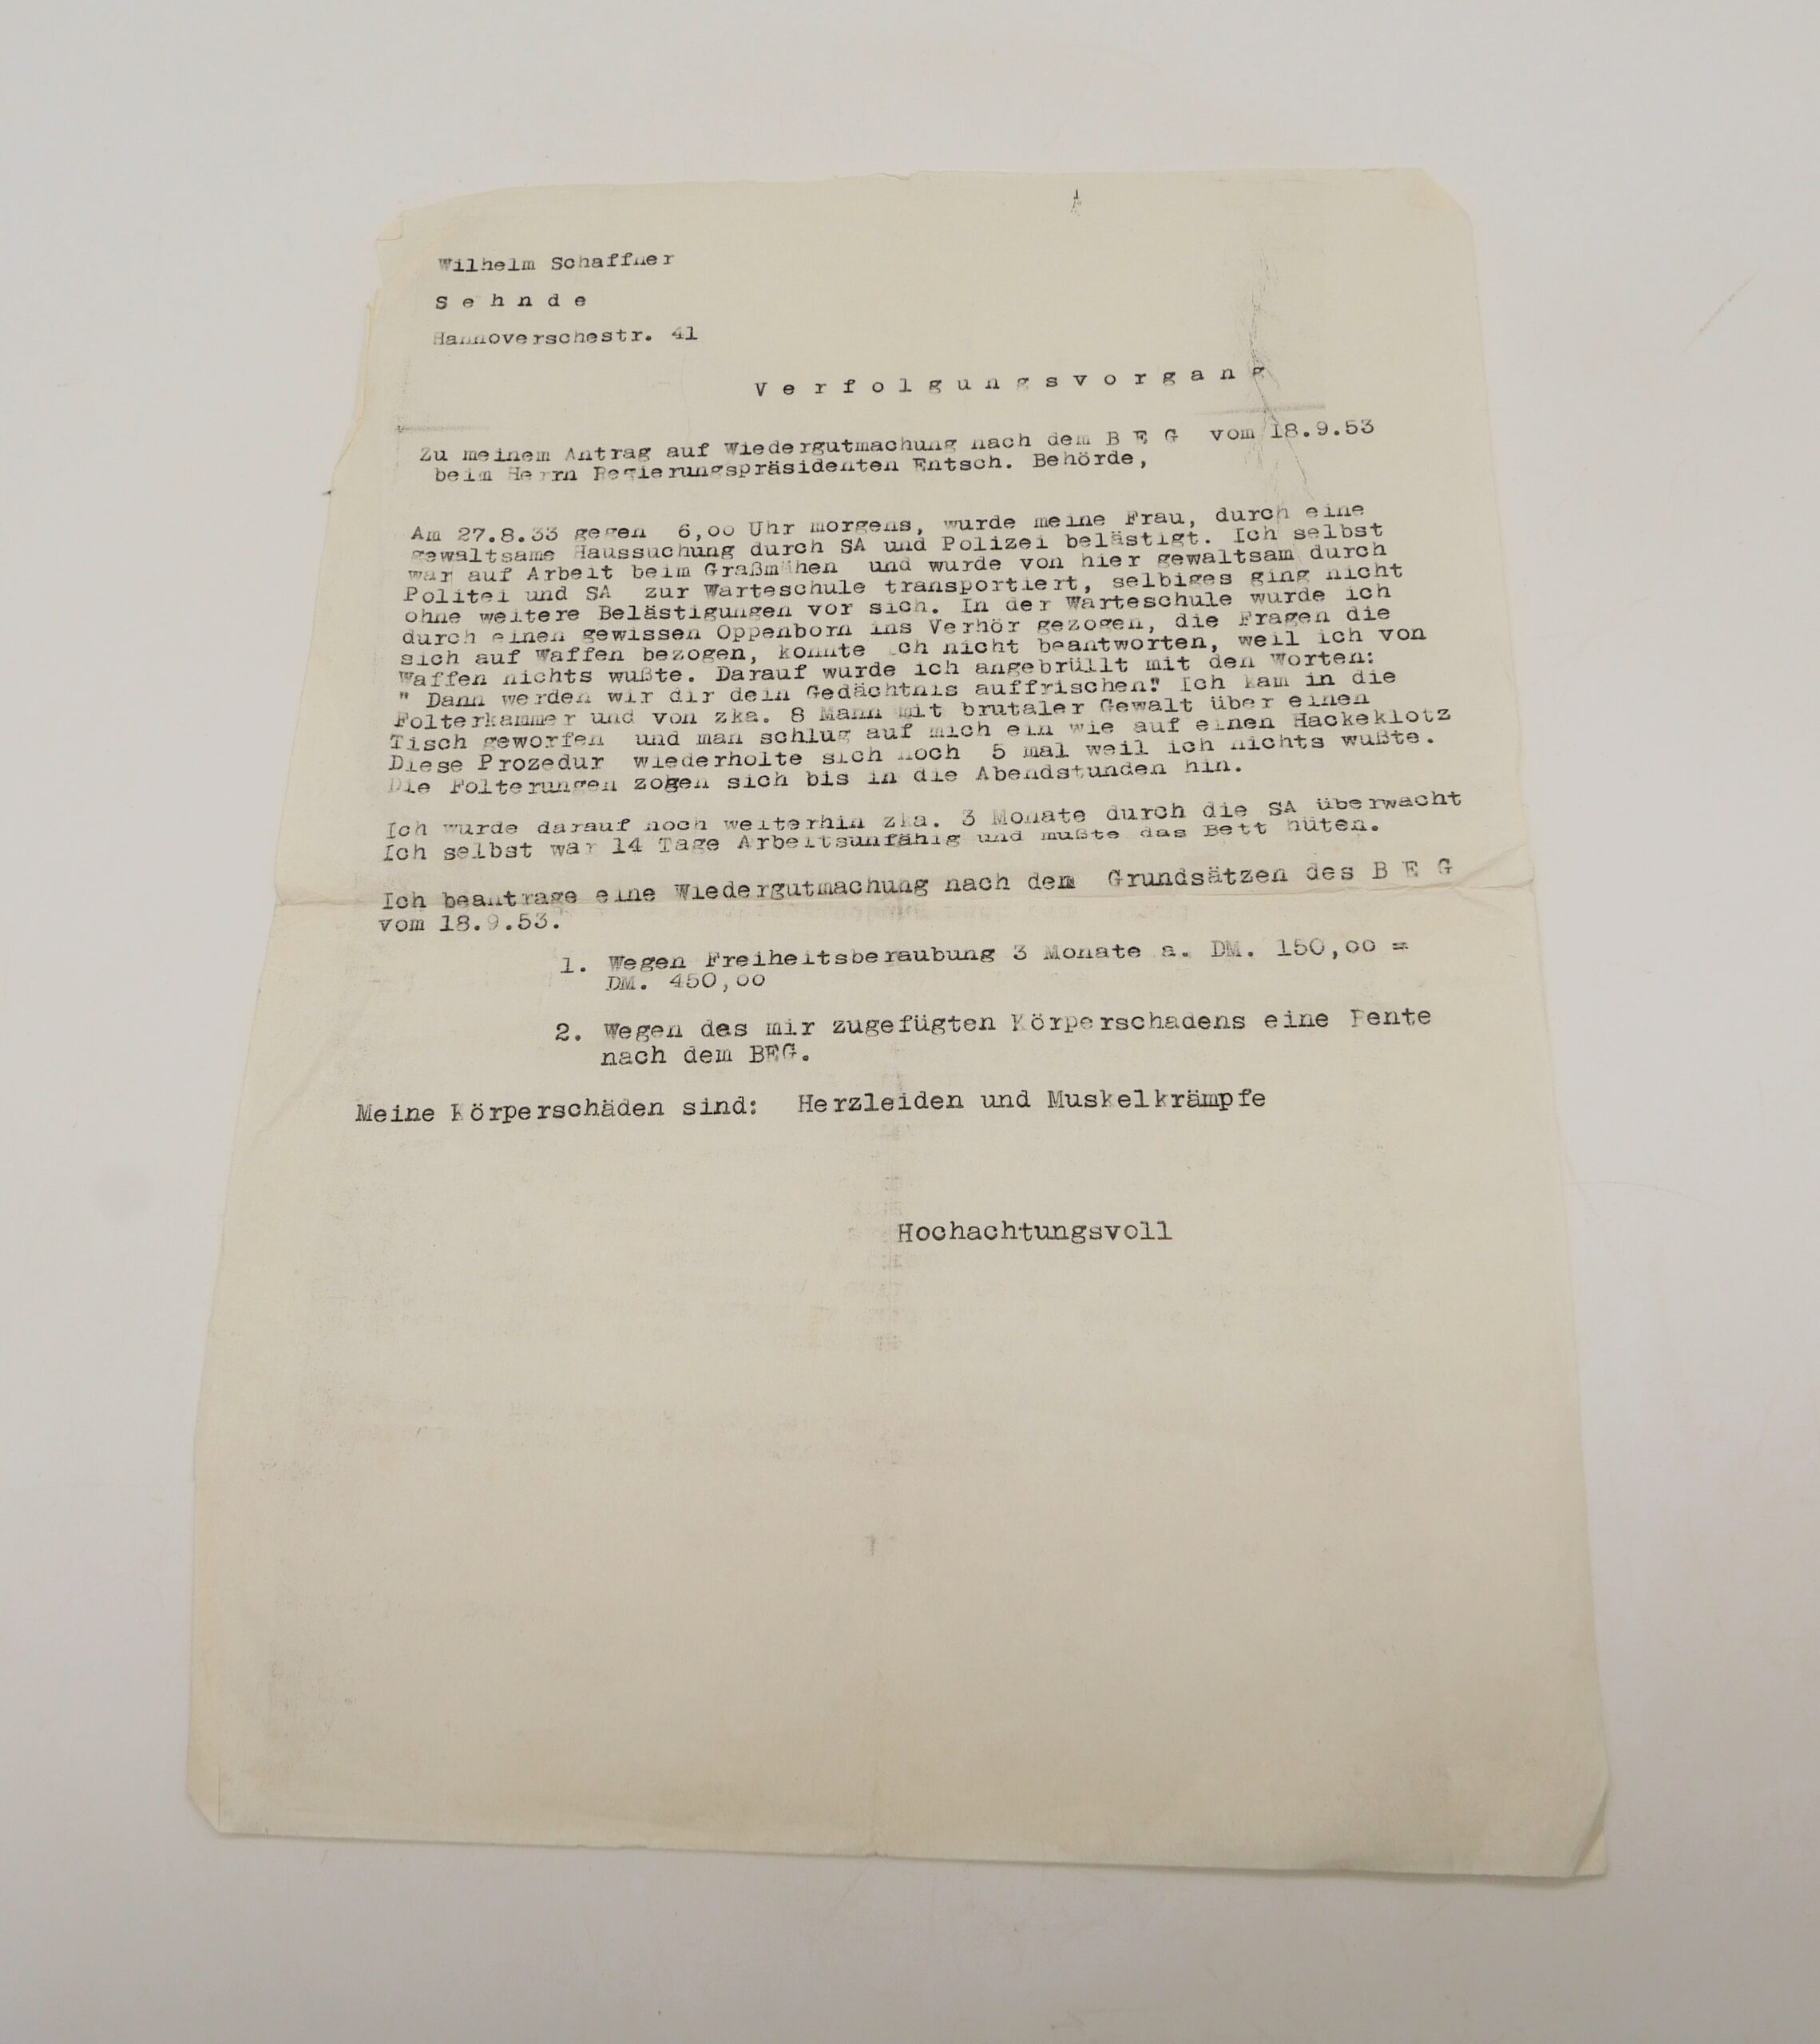 Wilhelm Schaffner
S e h n d e
Hannoverschestr. 41
V e r f o l g u n g s v o r g a n g
Zu meinem Antrag auf Wiedergutmachung nach dem B E G vom 18.9.53
beim Herrn Regierungspräsidenten Entsch. Behörde,
Am 27.8.33 gegen 6,oo Uhr morgens, wurde meine Frau, durch eine
gewaltsame Haussuchung durch SA und Polizei belästigt. Ich selbst
war auf Arbeit beim Graßmähen und wurde von hier gewaltsam durch
Politei und SA zur Warteschule transportiert, selbiges ging nicht
ohne weitere Belästigungen vor sich. In der Warteschule wurde ich
durch einen gewissen Oppenborn ins Verhör gezogen, die Fragen die
sich auf Waffen bezogen, konnte ich nicht beantworten, weil ich von
Waffen nichts wußte. Darauf wurde ich angebrüllt mit den Worten:
" Dann werden wir dir dein Gedächtnis auffrischen!" Ich kam in die
Folterkammer und von zka. 8 Mann mit brutaler Gewalt über einen
Tisch geworfen und man schlug auf mich ein wie auf einen Hackeklotz
Diese Prozedur wiederholte sich noch 5 mal weil ich nichts wußte.
Die Folterungen zogen sich bis in die Abendstunden hin.
Ich wurde darauf noch weiterhin zka. 3 Monate durch die SA überwacht
Ich selbst war 14 Tage Arbeitsunfähig und mußte das Bett hüten.
Ich beantrage eine Wiedergutmachung nach den Grundsätzen des B E G
vom 18.9.53.
1. Wegen Freiheitsberaubung 3 Monate a. DM. 150,oo =
DM. 450,oo
2. Wegen des mir zugefügten Körperschadens eine Rente
nach dem BEG.
Meine Körperschäden sind: Herzleiden und Muskelkrämpfe
Hochachtungsvoll